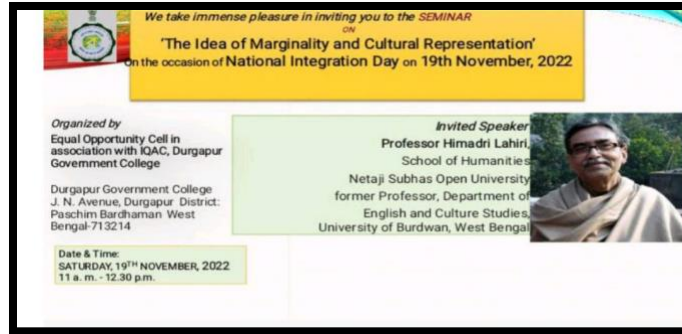 We take immense pleasure in inviting you to the SEMINAR
ON
‘The Idea of Marginality and Cultural Representation’
On the occasion of National Integration Day on 19th November, 2022
Organized by
Equal Opportunity Cell in
association with IQAC, Durgapur
Government College
Durgapur Government College
J. N. Avenue, Durgapur District:
Paschim Bardhaman West
Bengal-713214
Date & Time:
SATURDAY, 19TH NOVEMBER, 2022
11 a. m. - 12.30 p.m.
Invited Speaker
Professor Himadri Lahiri,
School of Humanities
Netaji Subhas Open University
former Professor, Department of
English and Culture Studies,
University of Burdwan, West Bengal